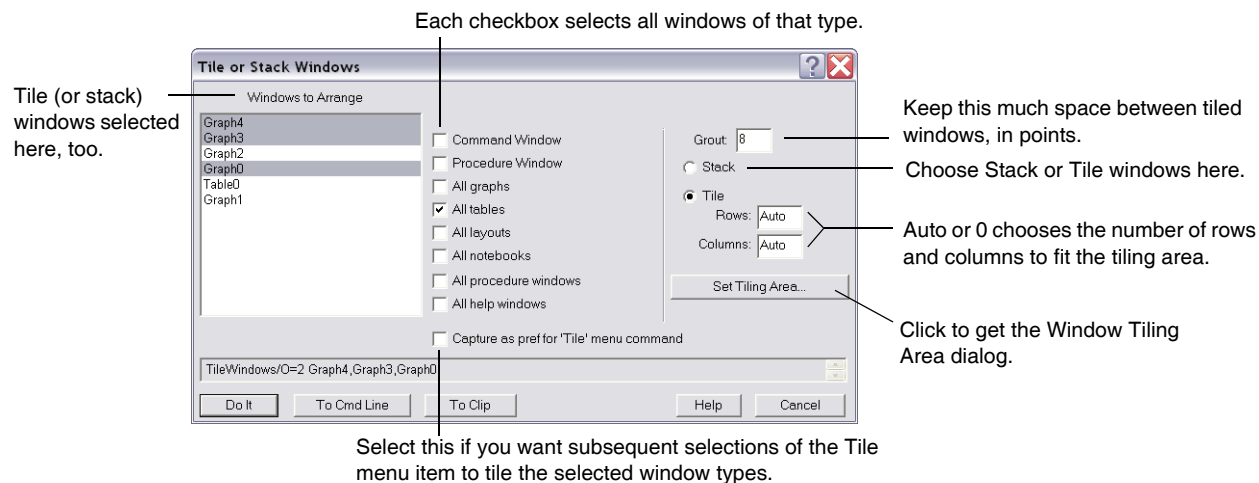 Each checkbox selects all windows of that type.
Tile or Stack Windows
?
Tile (or stack)
windows selected
here, too.
Windows to Arrange
Graph4
Graph3
Graph2
Graph0
Table0
Graph1
Command Window
Procedure Window
All graphs
All tables
All layouts
All notebooks
All procedure windows
All help windows
Capture as pref for 'Tile' menu command
Grout 8
Stack
Tile
Rows: Auto
Columns: Auto
Set Tiling Area...
Keep this much space between tiled
windows, in points.
Choose Stack or Tile windows here.
Auto or 0 chooses the number of rows
and columns to fit the tiling area.
Click to get the Window Tiling
Area dialog.
TileWindows/O=2 Graph4,Graph3,Graph0
Do It
To Cmd Line
To Clip
Help
Cancel
Select this if you want subsequent selections of the Tile
menu item to tile the selected window types.